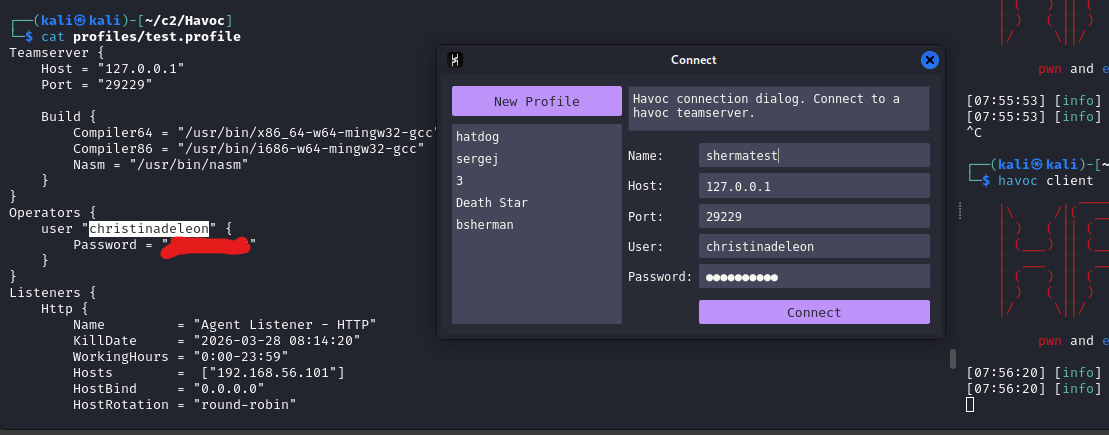 ┌──(kali㉿kali)-[~/c2/Havoc]
└─$ cat profiles/test.profile
Teamserver {
    Host = "127.0.0.1"
    Port = "29229"
    Build {
        Compiler64 = "/usr/bin/x86_64-w64-mingw32-gcc"
        Compiler86 = "/usr/bin/i686-w64-mingw32-gcc"
        Nasm = "/usr/bin/nasm"
    }
}
Operators {
    user "christinadeleon" {
        Password = " "
    }
}
Listeners {
    Http {
        Name         = "Agent Listener - HTTP"
        KillDate     = "2026-03-28 08:14:20"
        WorkingHours = "0:00-23:59"
        Hosts        =  ["192.168.56.101"]
        HostBind     = "0.0.0.0"
        HostRotation = "round-robin"
Connect
New Profile
hatdog
sergej
3
Death Star
bsherman
Havoc connection dialog. Connect to a
havoc teamserver.
Name: shermatest
Host: 127.0.0.1
Port: 29229
User: christinadeleon
Password: ●●●●●●●●●●
Connect
pwn and e
[07:55:53] [info]
[07:55:53] [info]
^C
┌──(kali㉿kali)-[~
└─$ havoc client
pwn and e
[07:56:20] [info]
[07:56:20] [info]